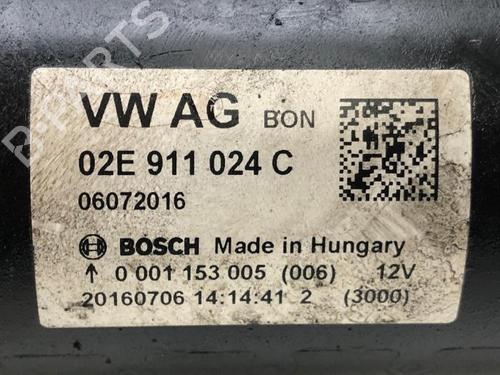 VW AG BON
02E 911 024 C
06072016
BOSCH Made in Hungary
↑ 0 001 153 005 (006) 12V
20160706 14:14:41 2 (3000)
B-PARTS